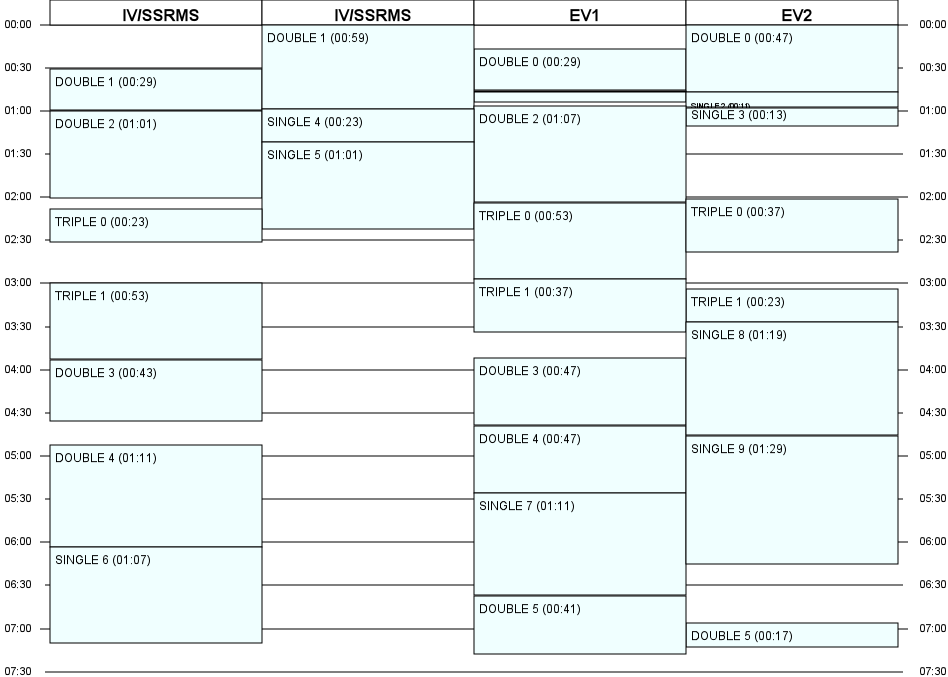 IV/SSRMS IV/SSRMS EV1 EV2
00:00 00:00
DOUBLE 1 (00:59)
DOUBLE 0 (00:47)
DOUBLE 0 (00:29)
00:30 00:30
DOUBLE 1 (00:29)
SINGLE 2 (00:11)
01:00 01:00
SINGLE 3 (00:13)
DOUBLE 2 (01:07)
SINGLE 4 (00:23)
DOUBLE 2 (01:01)
01:30 01:30
SINGLE 5 (01:01)
02:00 02:00
TRIPLE 0 (00:37)
TRIPLE 0 (00:53)
TRIPLE 0 (00:23)
02:30 02:30
03:00 03:00
TRIPLE 1 (00:37)
TRIPLE 1 (00:53)
TRIPLE 1 (00:23)
03:30 03:30
SINGLE 8 (01:19)
04:00 04:00
DOUBLE 3 (00:47)
DOUBLE 3 (00:43)
04:30 04:30
DOUBLE 4 (00:47)
SINGLE 9 (01:29)
05:00 05:00
DOUBLE 4 (01:11)
05:30 05:30
SINGLE 7 (01:11)
06:00 06:00
SINGLE 6 (01:07)
06:30 06:30
DOUBLE 5 (00:41)
07:00 07:00
DOUBLE 5 (00:17)
07:30 07:30